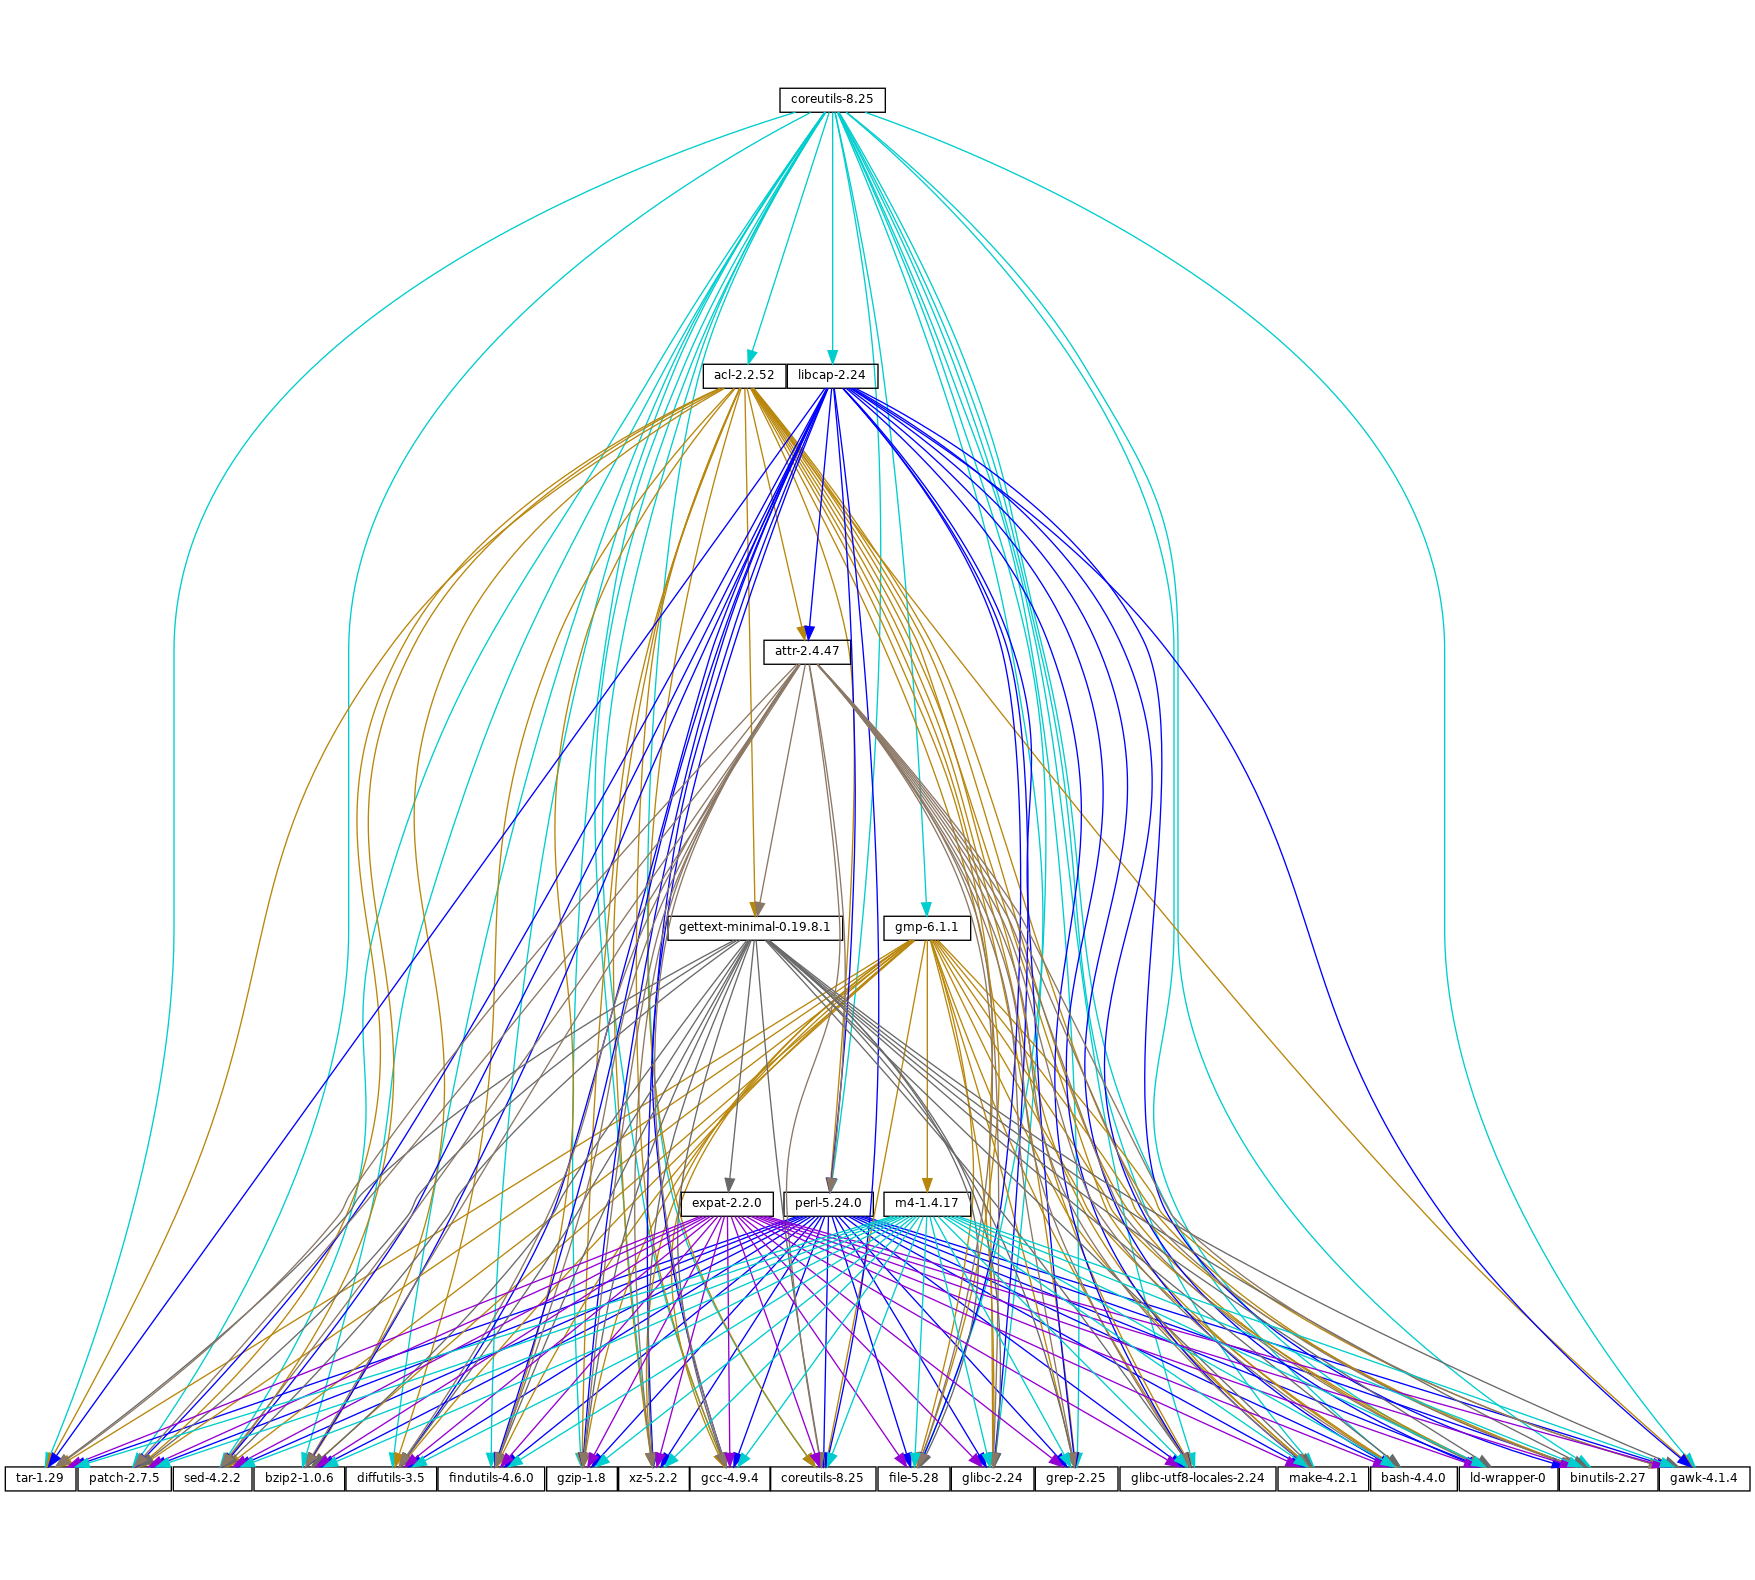 coreutils-8.25
acl-2.2.52
libcap-2.24
attr-2.4.47
gettext-minimal-0.19.8.1
gmp-6.1.1
expat-2.2.0
perl-5.24.0
m4-1.4.17
tar-1.29
patch-2.7.5
sed-4.2.2
bzip2-1.0.6
diffutils-3.5
findutils-4.6.0
gzip-1.8
xz-5.2.2
gcc-4.9.4
coreutils-8.25
file-5.28
glibc-2.24
grep-2.25
glibc-utf8-locales-2.24
make-4.2.1
bash-4.4.0
ld-wrapper-0
binutils-2.27
gawk-4.1.4